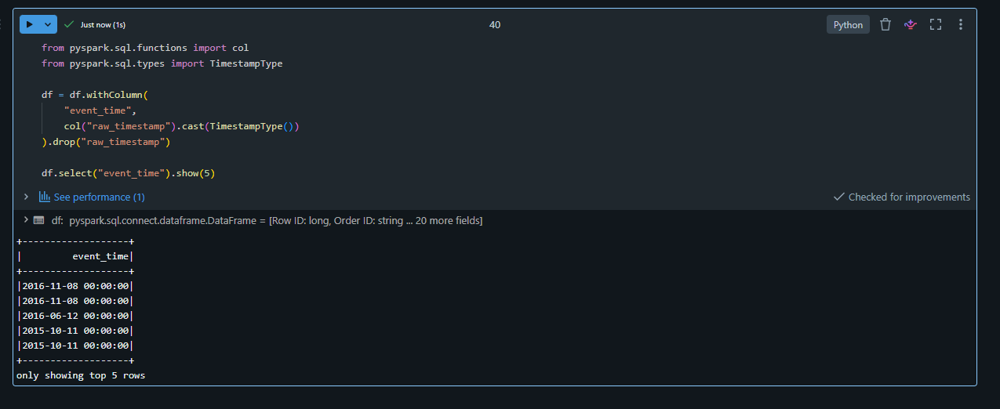 Just now (1s)
40
Python
from pyspark.sql.functions import col
from pyspark.sql.types import TimestampType
df = df.withColumn(
    "event_time",
    col("raw_timestamp").cast(TimestampType())
).drop("raw_timestamp")
df.select("event_time").show(5)
See performance (1)
Checked for improvements
df: pyspark.sql.connect.dataframe.DataFrame = [Row ID: long, Order ID: string ... 20 more fields]
+-------------------+
|         event_time|
+-------------------+
|2016-11-08 00:00:00|
|2016-11-08 00:00:00|
|2016-06-12 00:00:00|
|2015-10-11 00:00:00|
|2015-10-11 00:00:00|
+-------------------+
only showing top 5 rows